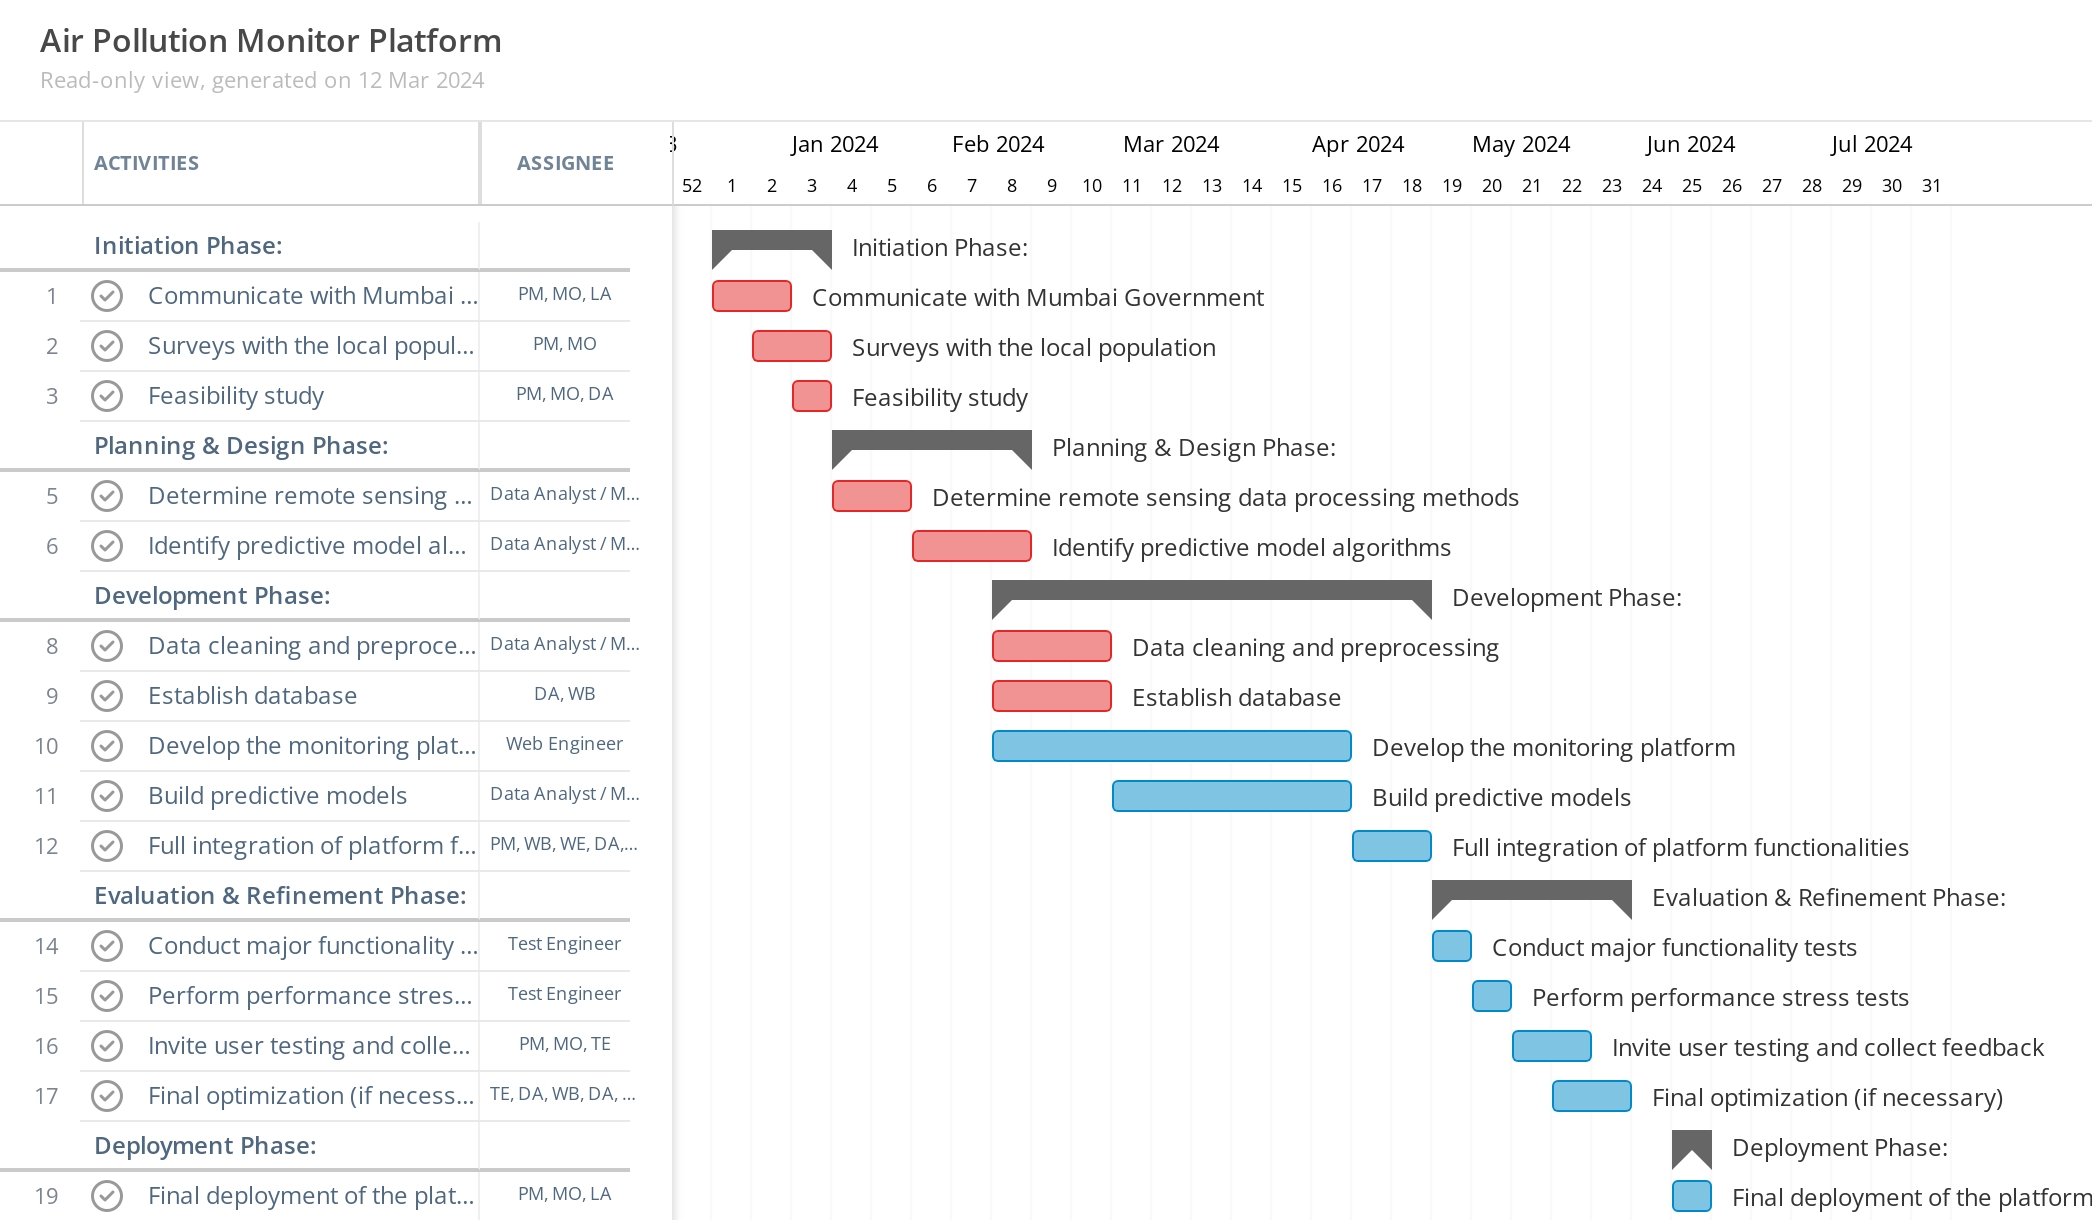 Air Pollution Monitor Platform
Read-only view, generated on 12 Mar 2024
ACTIVITIES ASSIGNEE
3 Jan 2024 Feb 2024 Mar 2024 Apr 2024 May 2024 Jun 2024 Jul 2024
52 1 2 3 4 5 6 7 8 9 10 11 12 13 14 15 16 17 18 19 20 21 22 23 24 25 26 27 28 29 30 31
Initiation Phase: Initiation Phase:
1 Communicate with Mumbai ... PM, MO, LA Communicate with Mumbai Government
2 Surveys with the local popul... PM, MO Surveys with the local population
3 Feasibility study PM, MO, DA Feasibility study
Planning & Design Phase: Planning & Design Phase:
5 Determine remote sensing ... Data Analyst / M... Determine remote sensing data processing methods
6 Identify predictive model al... Data Analyst / M... Identify predictive model algorithms
Development Phase: Development Phase:
8 Data cleaning and preproce... Data Analyst / M... Data cleaning and preprocessing
9 Establish database DA, WB Establish database
10 Develop the monitoring plat... Web Engineer Develop the monitoring platform
11 Build predictive models Data Analyst / M... Build predictive models
12 Full integration of platform f... PM, WB, WE, DA,... Full integration of platform functionalities
Evaluation & Refinement Phase: Evaluation & Refinement Phase:
14 Conduct major functionality ... Test Engineer Conduct major functionality tests
15 Perform performance stres... Test Engineer Perform performance stress tests
16 Invite user testing and colle... PM, MO, TE Invite user testing and collect feedback
17 Final optimization (if necess... TE, DA, WB, DA, ... Final optimization (if necessary)
Deployment Phase: Deployment Phase:
19 Final deployment of the plat... PM, MO, LA Final deployment of the platform